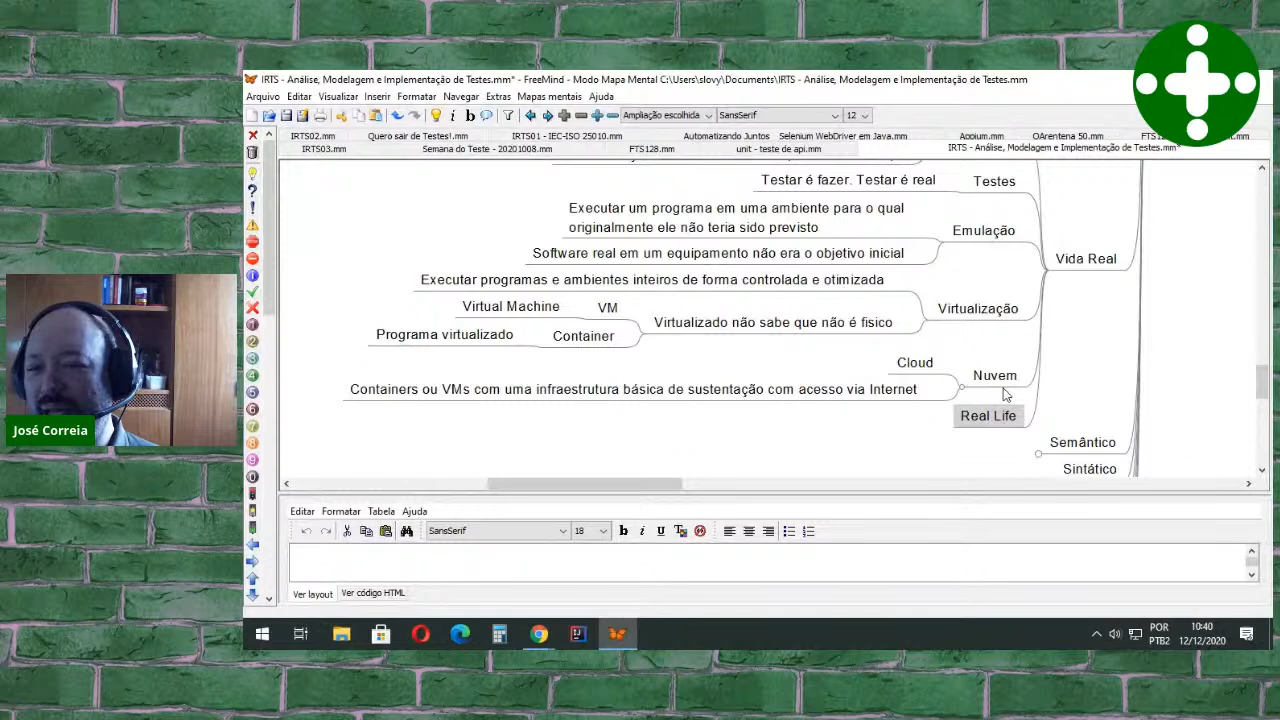 IRTS - Análise, Modelagem e Implementação de Testes.mm* - FreeMind - Modo Mapa Mental C:\Users\slovy\Documents\IRTS - Análise, Modelagem e Implementação de Testes.mm)
Arquivo Editar Visualizar Inserir Formatar Navegar Extras Mapas mentais Ajuda
Ampliação escolhida SansSerif 12
IRTS02.mm Quero sair de Testes!.mm IRTS01 - IEC-ISO 25010.mm Automatizando Juntos Selenium WebDriver em Java.mm Appium.mm OArentena 50.mm
IRTS03.mm Semana do Teste - 20201008.mm FTS128.mm unit - teste de api.mm IRTS - Análise, Modelagem e Implementação de Testes.mm*
Testar é fazer. Testar é real
Testes
Executar um programa em uma ambiente para o qual
originalmente ele não teria sido previsto
Emulação
Software real em um equipamento não era o objetivo inicial
Vida Real
Executar programas e ambientes inteiros de forma controlada e otimizada
Virtual Machine
VM
Virtualização
Virtualizado não sabe que não é fisico
Programa virtualizado
Container
Cloud
Nuvem
Containers ou VMs com uma infraestrutura básica de sustentação com acesso via Internet
Real Life
José Correia
Semântico
Sintático
Editar Formatar Tabela Ajuda
SansSerif 18
Ver layout Ver código HTML
POR
PTB2
10:40
12/12/2020